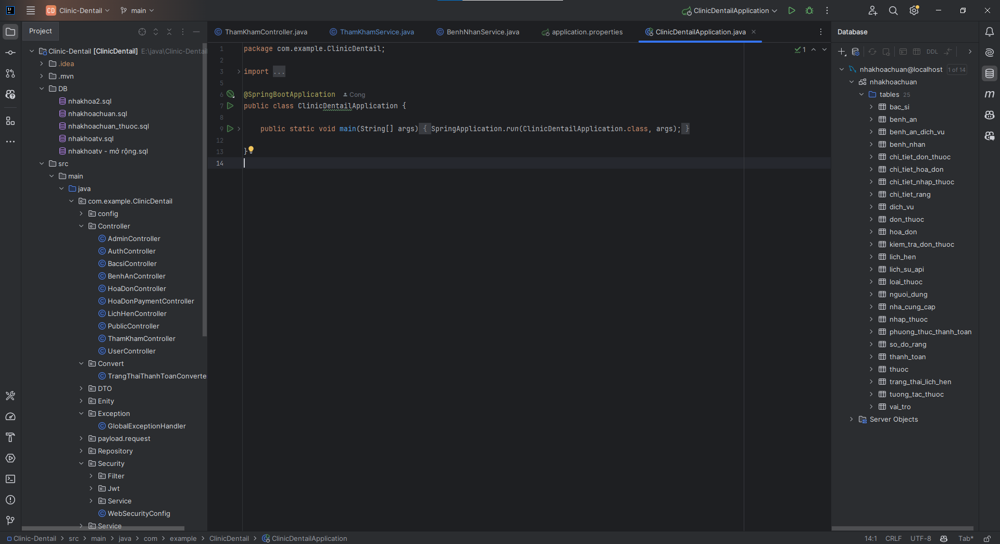 CD Clinic-Dentail main ClinicDentailApplication
Project
Clinic-Dentail [ClinicDentail] E:\java\Clinic-Dentail
.idea
.mvn
DB
nhakhoa2.sql
nhakhoachuan.sql
nhakhoachuan_thuoc.sql
nhakhoatv.sql
nhakhoatv - mở rộng.sql
src
main
java
com.example.ClinicDentail
config
Controller
AdminController
AuthController
BacsiController
BenhAnController
HoaDonController
HoaDonPaymentController
LichHenController
PublicController
ThamKhamController
UserController
Convert
TrangThaiThanhToanConverte
DTO
Enity
Exception
GlobalExceptionHandler
payload.request
Repository
Security
Filter
Jwt
Service
WebSecurityConfig
Service
ThamKhamController.java ThamKhamService.java BenhNhanService.java application.properties ClinicDentailApplication.java
1 package com.example.ClinicDentail; 1
2
3 import ...
5
6 @SpringBootApplication Cong
7 public class ClinicDentailApplication {
8
9 public static void main(String[] args) { SpringApplication.run(ClinicDentailApplication.class, args); }
12
13 }
14
Database
DDL
nhakhoachuan@localhost 1 of 14
nhakhoachuan
tables 25
bac_si
benh_an
benh_an_dich_vu
benh_nhan
chi_tiet_don_thuoc
chi_tiet_hoa_don
chi_tiet_nhap_thuoc
chi_tiet_rang
dich_vu
don_thuoc
hoa_don
kiem_tra_don_thuoc
lich_hen
lich_su_api
loai_thuoc
nguoi_dung
nha_cung_cap
nhap_thuoc
phuong_thuc_thanh_toan
so_do_rang
thanh_toan
thuoc
trang_thai_lich_hen
tuong_tac_thuoc
vai_tro
Server Objects
m
Clinic-Dentail > src > main > java > com > example > ClinicDentail > ClinicDentailApplication 14:1 CRLF UTF-8 Tab*